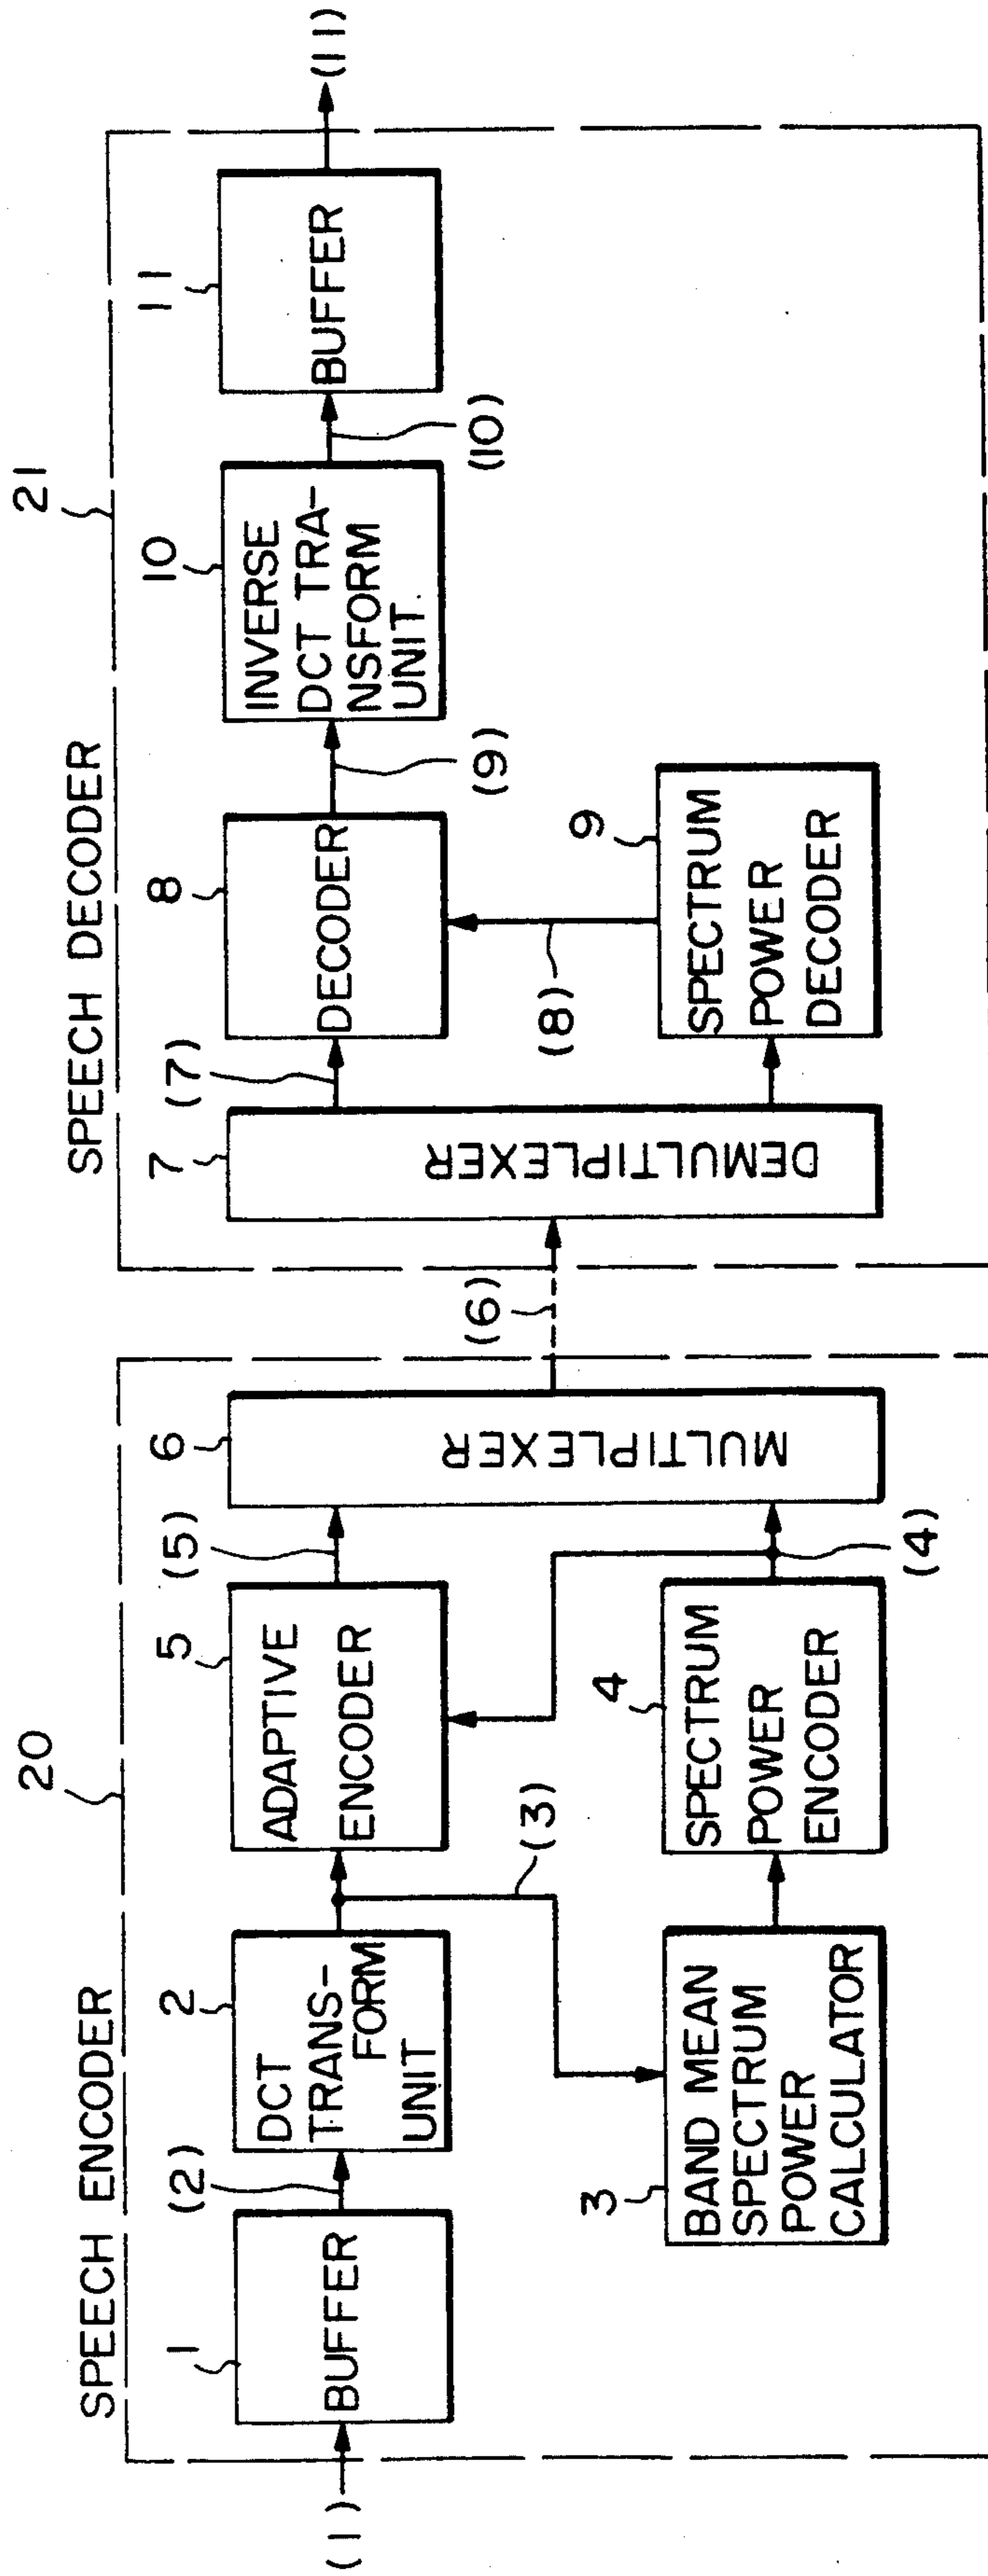 SPEECH ENCODER
20
(1)
1
BUFFER
(2)
2
DCT
TRANS-
FORM
UNIT
(3)
3
BAND MEAN
SPECTRUM
POWER
CALCULATOR
4
SPECTRUM
POWER
ENCODER
(4)
5
ADAPTIVE
ENCODER
(5)
6
MULTIPLEXER
(6)
SPEECH DECODER
21
7
DEMULTIPLEXER
(7)
8
DECODER
(8)
9
SPECTRUM
POWER
DECODER
(9)
10
INVERSE
DCT TRA-
NSFORM
UNIT
(10)
11
BUFFER
(11)